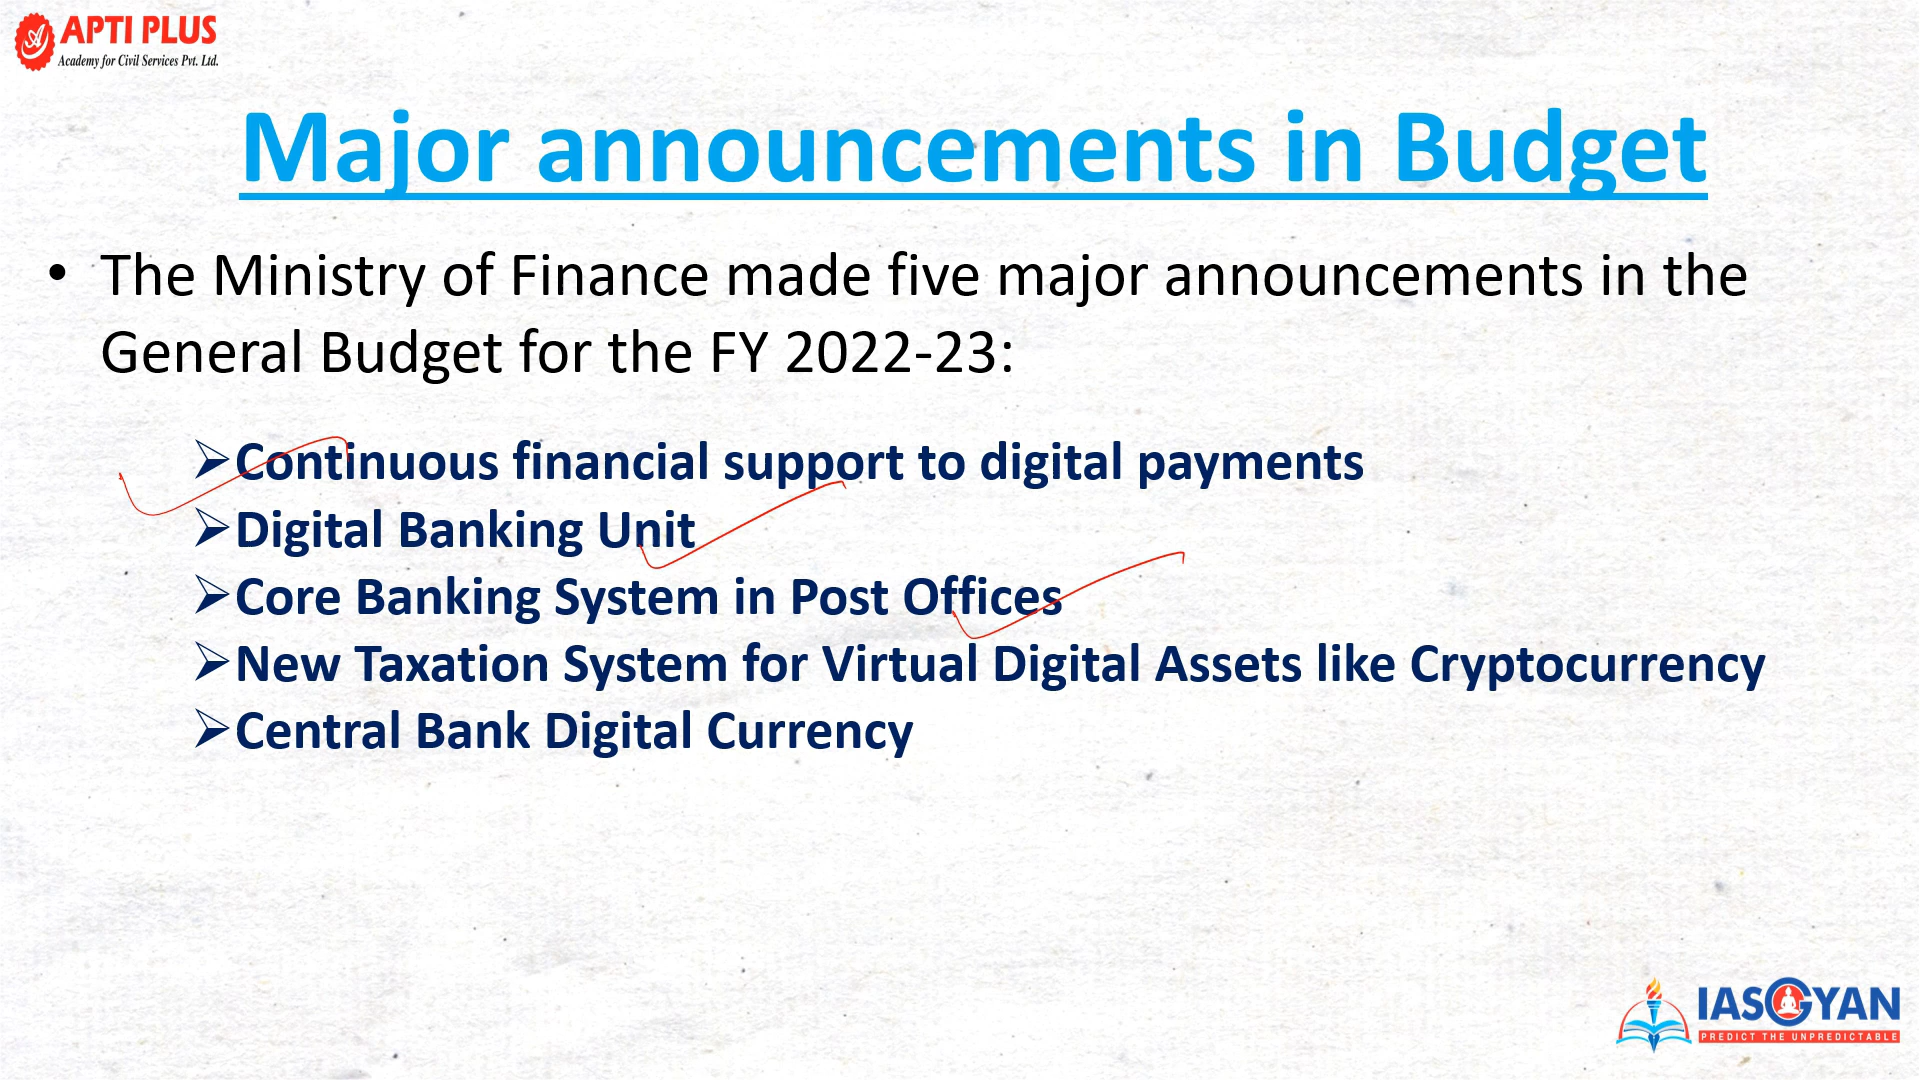 APTI PLUS
Academy for Civil Services Pvt. Ltd.
Major announcements in Budget
• The Ministry of Finance made five major announcements in the
General Budget for the FY 2022-23:
➢Continuous financial support to digital payments
➢Digital Banking Unit
➢Core Banking System in Post Offices
➢New Taxation System for Virtual Digital Assets like Cryptocurrency
➢Central Bank Digital Currency
IASGYAN
PREDICT THE UNPREDICTABLE